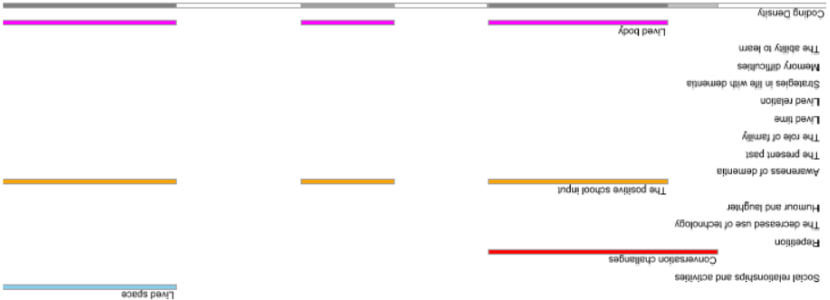 Lived space
Social relationships and activities
Conversation challenges
Repetition
The decreased use of technology
Humour and laughter
The positive school input
Awareness of dementia
The present past
The role of family
Lived time
Lived relation
Strategies in life with dementia
Memory difficulties
The ability to learn
Lived body
Coding Density